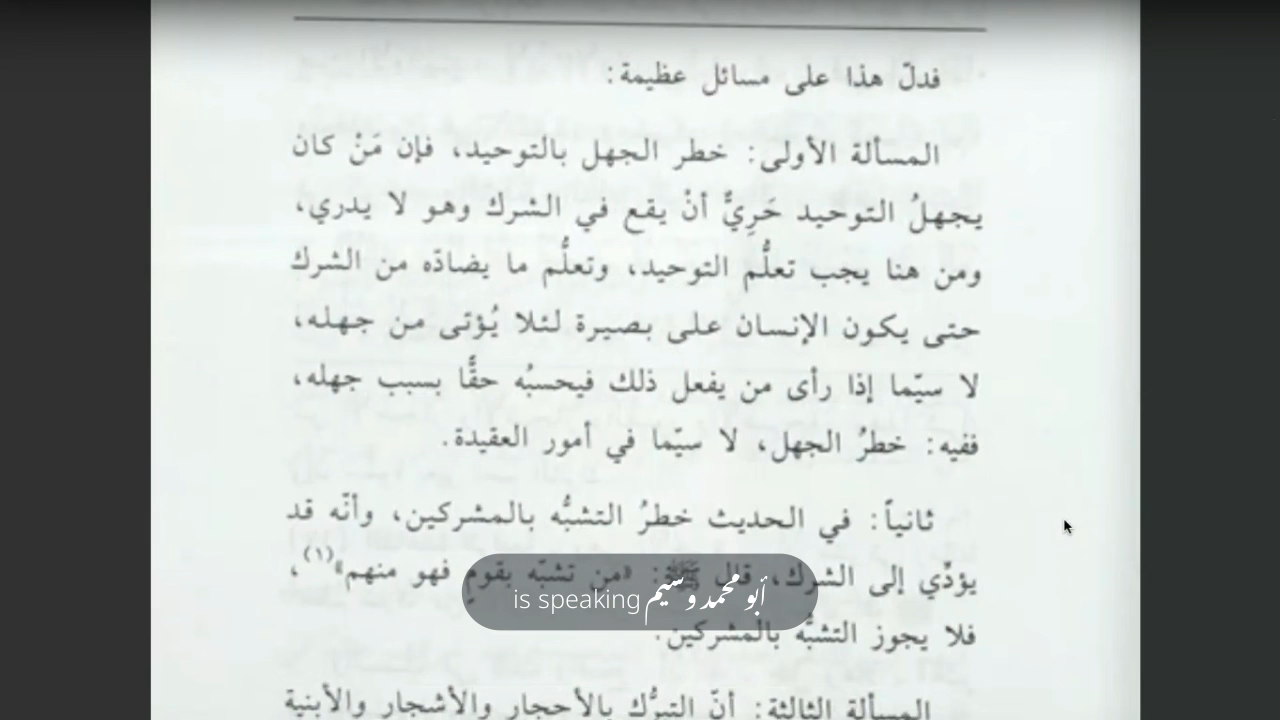 فدلّ هذا على مسائل عظيمة:
المسألة الأولى: خطر الجهل بالتوحيد، فإن مَنْ كان
يجهلُ التوحيد حَرِيٌّ أنْ يقع في الشرك وهو لا يدري،
ومن هنا يجب تعلُّم التوحيد، وتعلُّم ما يضادّه من الشرك
حتى يكون الإنسان على بصيرة لئلا يُؤتى من جهله،
لا سيّما إذا رأى من يفعل ذلك فيحسبُه حقًّا بسبب جهله،
ففيه: خطرُ الجهل، لا سيّما في أمور العقيدة.
ثانياً: في الحديث خطرُ التشبُّه بالمشركين، وأنّه قد
يؤدِّي إلى الشرك، قال ﷺ: «من تشبّه بقومٍ فهو منهم»(١)،
أبو محمد وسيم is speaking
فلا يجوز التشبُّه بالمشركين.
المسألة الثالثة: أنّ التبرُّك بالأحجار والأشجار والأبنية